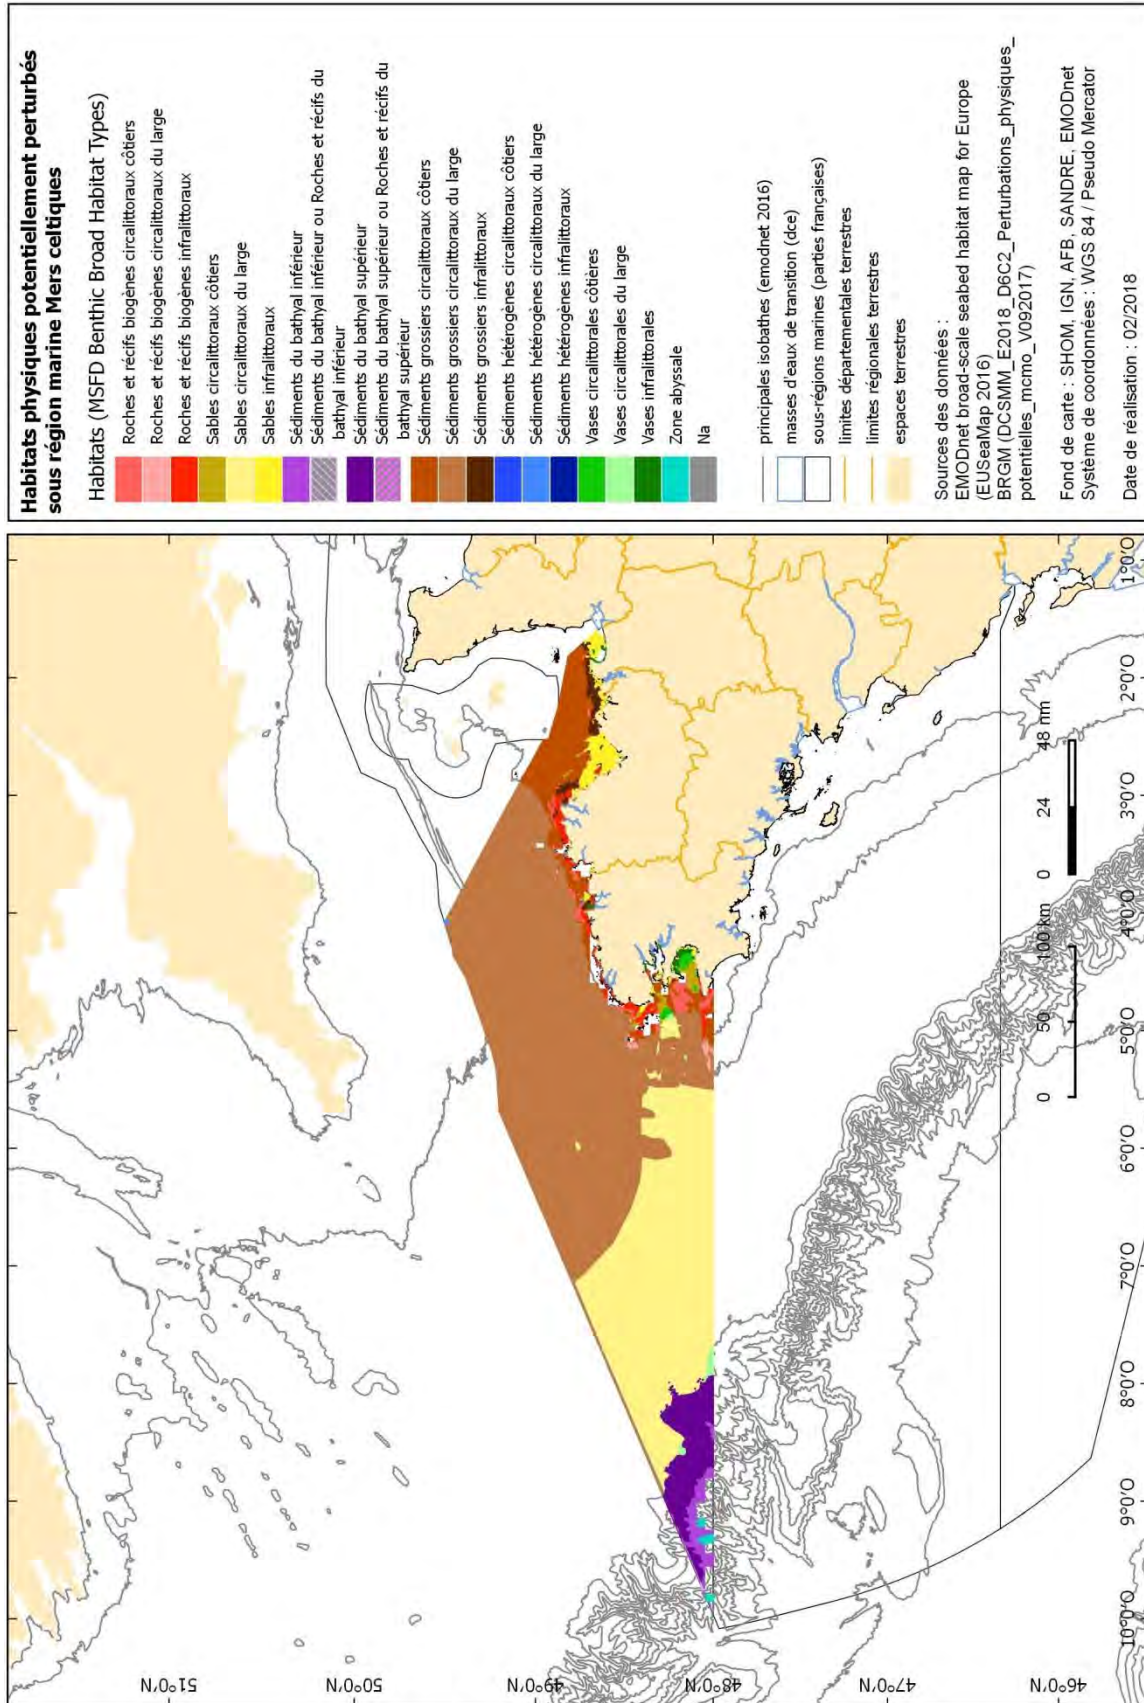 Habitats physiques potentiellement perturbés
sous région marine Mers celtiques
Habitats (MSFD Benthic Broad Habitat Types)
Roches et récifs biogènes circalittoraux côtiers
Roches et récifs biogènes circalittoraux du large
Roches et récifs biogènes infralittoraux
Sables circalittoraux côtiers
Sables circalittoraux du large
Sables infralittoraux
Sédiments du bathyal inférieur
Sédiments du bathyal inférieur ou Roches et récifs du
bathyal inférieur
Sédiments du bathyal supérieur
Sédiments du bathyal supérieur ou Roches et récifs du
bathyal supérieur
Sédiments grossiers circalittoraux côtiers
Sédiments grossiers circalittoraux du large
Sédiments grossiers infralittoraux
Sédiments hétérogènes circalittoraux côtiers
Sédiments hétérogènes circalittoraux du large
Sédiments hétérogènes infralittoraux
Vases circalittorales côtières
Vases circalittorales du large
Vases infralittorales
Zone abyssale
Na
principales isobathes (emodnet 2016)
masses d'eaux de transition (dce)
sous-régions marines (parties françaises)
limites départementales terrestres
limites régionales terrestres
espaces terrestres
Sources des données :
EMODnet broad-scale seabed habitat map for Europe
(EUSeaMap 2016)
BRGM (DCSMM_E2018_D6C2_Perturbations_physiques_
potentielles_mcmo_V092017)
Fond de carte : SHOM, IGN, AFB, SANDRE, EMODnet
Système de coordonnées : WGS 84 / Pseudo Mercator
Date de réalisation : 02/2018
51°0'N
50°0'N
49°0'N
48°0'N
47°0'N
46°0'N
10°0'O
9°0'O
8°0'O
7°0'O
6°0'O
5°0'O
4°0'O
3°0'O
2°0'O
1°0'O
0 50 100 km
0 24 48 nm